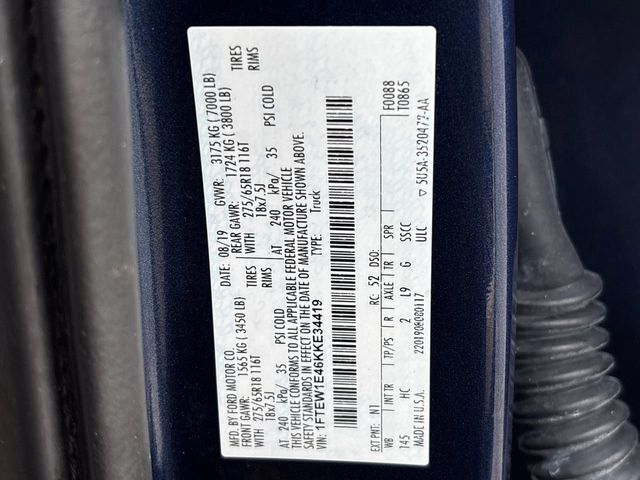 MFD. BY FORD MOTOR CO. DATE: 08/19 GVWR: 3175 KG ( 7000 LB)
FRONT GAWR: 1565 KG ( 3450 LB) REAR GAWR: 1724 KG ( 3800 LB)
WITH 275/65R18 116T TIRES WITH 275/65R18 116T TIRES
18x7.5J RIMS 18x7.5J RIMS
AT 240 kPa/ 35 PSI COLD AT 240 kPa/ 35 PSI COLD
THIS VEHICLE CONFORMS TO ALL APPLICABLE FEDERAL MOTOR VEHICLE
SAFETY STANDARDS IN EFFECT ON THE DATE OF MANUFACTURE SHOWN ABOVE.
VIN: 1FTEW1E46KKE34419 TYPE: Truck
EXT PNT: N1 RC: 52 DSO: F0088
WB INT TR TP/PS R AXLE TR SPR T0865
145 HC 2 L9 G SSCC
MADE IN U.S.A. ULC ▽ 5U5A-3520472-AA